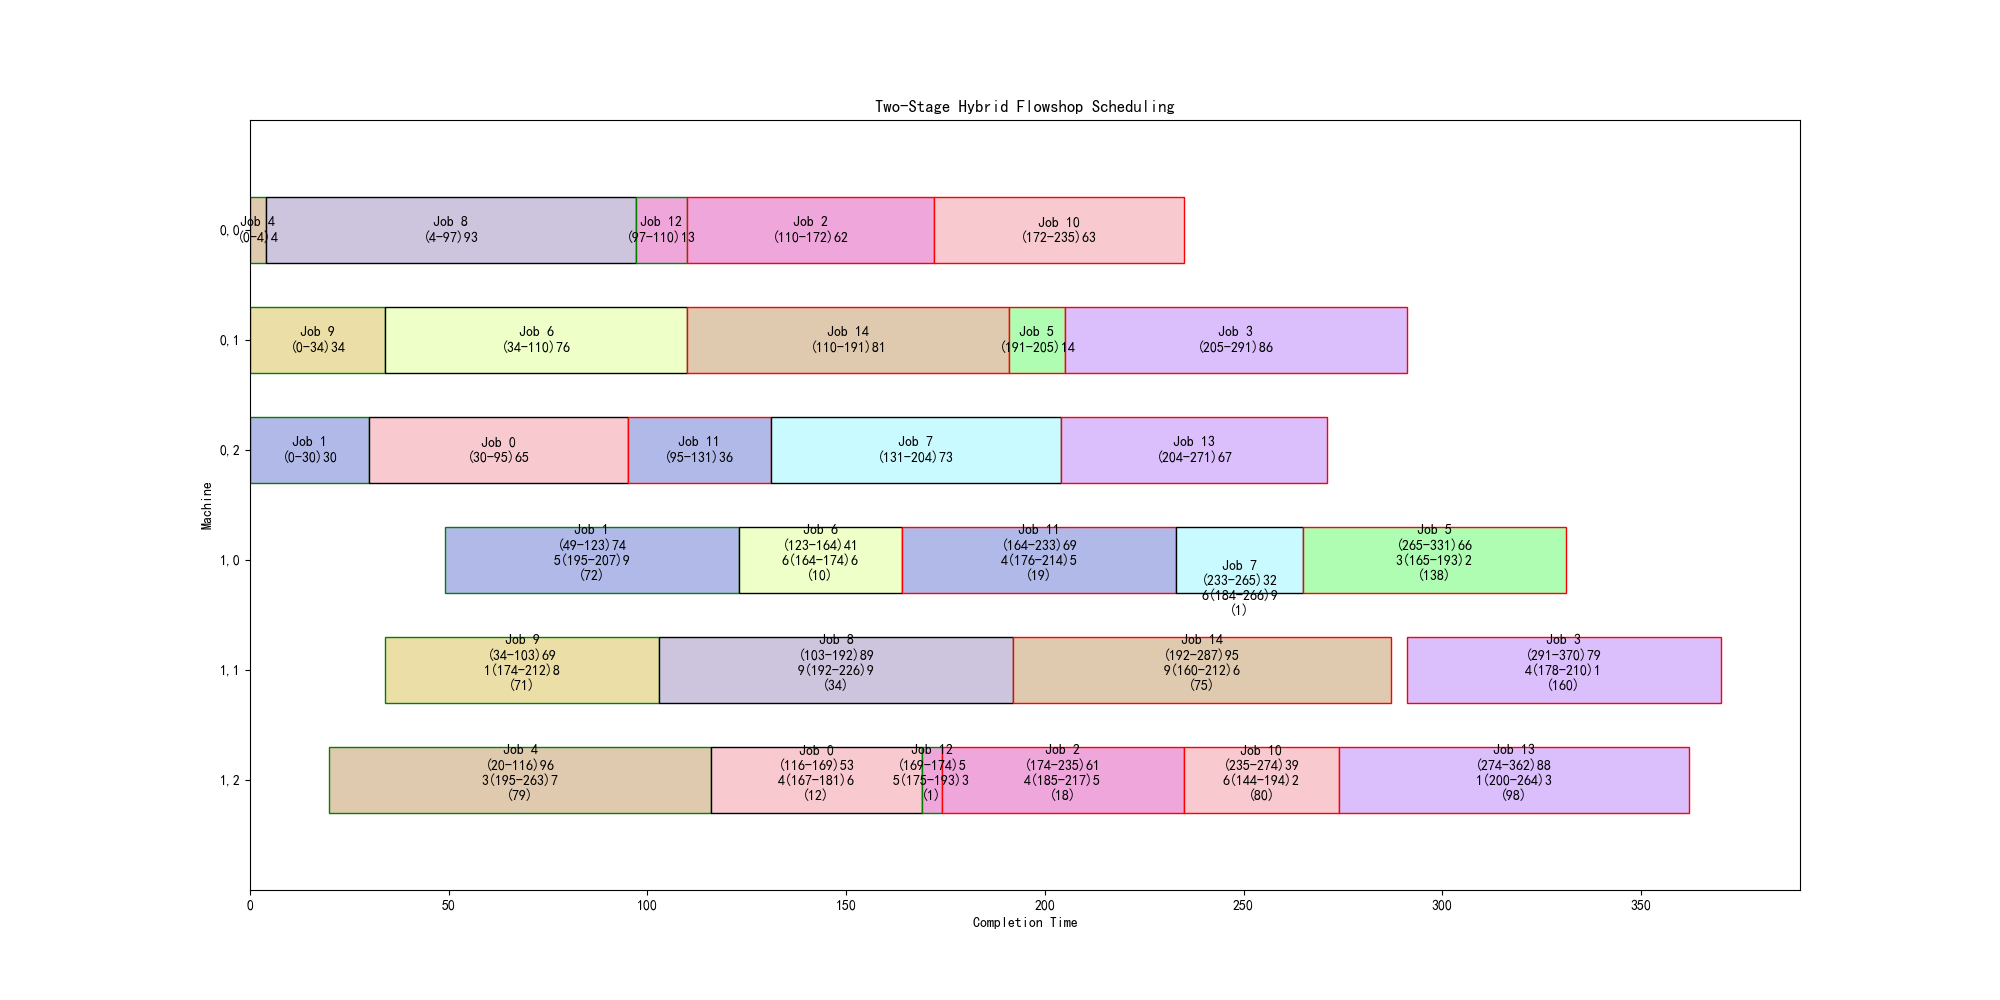 Two-Stage Hybrid Flowshop Scheduling
Machine
0,0
Job 4
(0-4)4
Job 8
(4-97)93
Job 12
(97-110)13
Job 2
(110-172)62
Job 10
(172-235)63
0,1
Job 9
(0-34)34
Job 6
(34-110)76
Job 14
(110-191)81
Job 5
(191-205)14
Job 3
(205-291)86
0,2
Job 1
(0-30)30
Job 0
(30-95)65
Job 11
(95-131)36
Job 7
(131-204)73
Job 13
(204-271)67
1,0
Job 1
(49-123)74
5(195-207)9
(72)
Job 6
(123-164)41
6(164-174)6
(10)
Job 11
(164-233)69
4(176-214)5
(19)
Job 7
(233-265)32
6(184-266)9
(1)
Job 5
(265-331)66
3(165-193)2
(138)
1,1
Job 9
(34-103)69
1(174-212)8
(71)
Job 8
(103-192)89
9(192-226)9
(34)
Job 14
(192-287)95
9(160-212)6
(75)
Job 3
(291-370)79
4(178-210)1
(160)
1,2
Job 4
(20-116)96
3(195-263)7
(79)
Job 0
(116-169)53
4(167-181)6
(12)
Job 12
(169-174)5
5(175-193)3
(1)
Job 2
(174-235)61
4(185-217)5
(18)
Job 10
(235-274)39
6(144-194)2
(80)
Job 13
(274-362)88
1(200-264)3
(98)
0 50 100 150 200 250 300 350
Completion Time